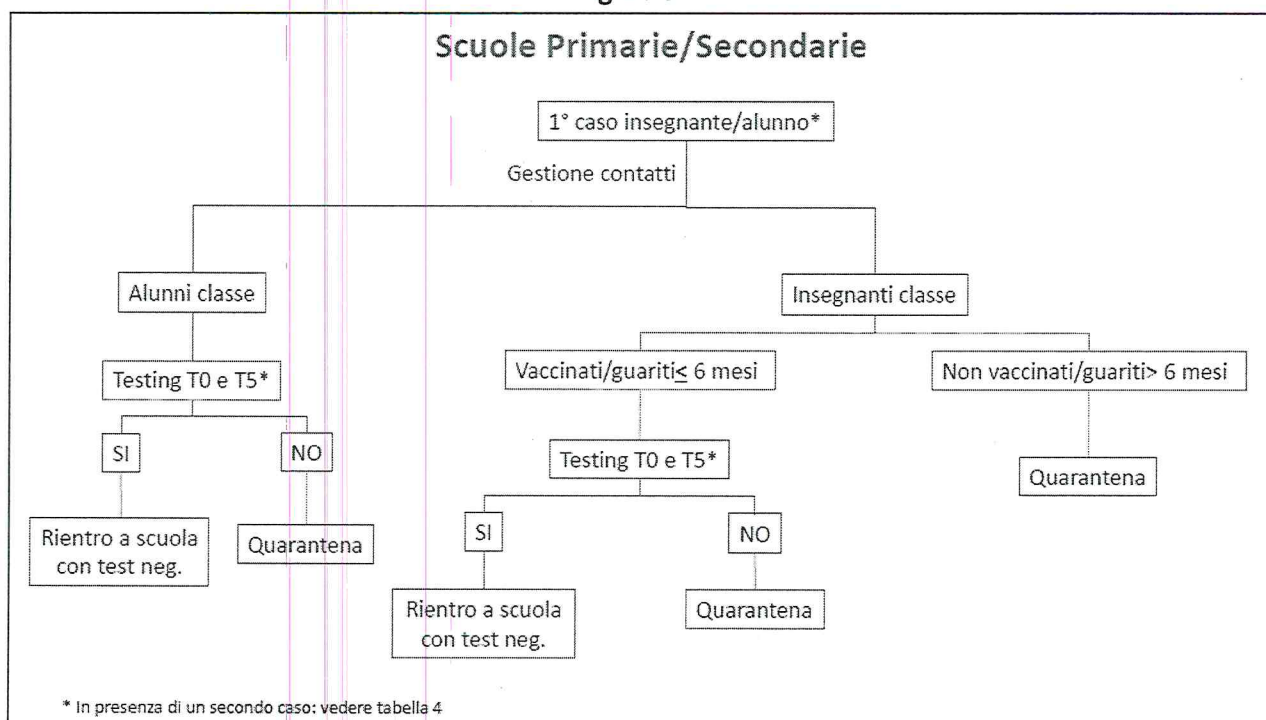 Scuole Primarie/Secondarie
1° caso insegnante/alunno*
Gestione contatti
Alunni classe
Insegnanti classe
Testing T0 e T5*
Vaccinati/guariti≤ 6 mesi
Non vaccinati/guariti> 6 mesi
SI
NO
Testing T0 e T5*
Quarantena
Rientro a scuola
con test neg.
Quarantena
SI
NO
Rientro a scuola
con test neg.
Quarantena
* In presenza di un secondo caso: vedere tabella 4